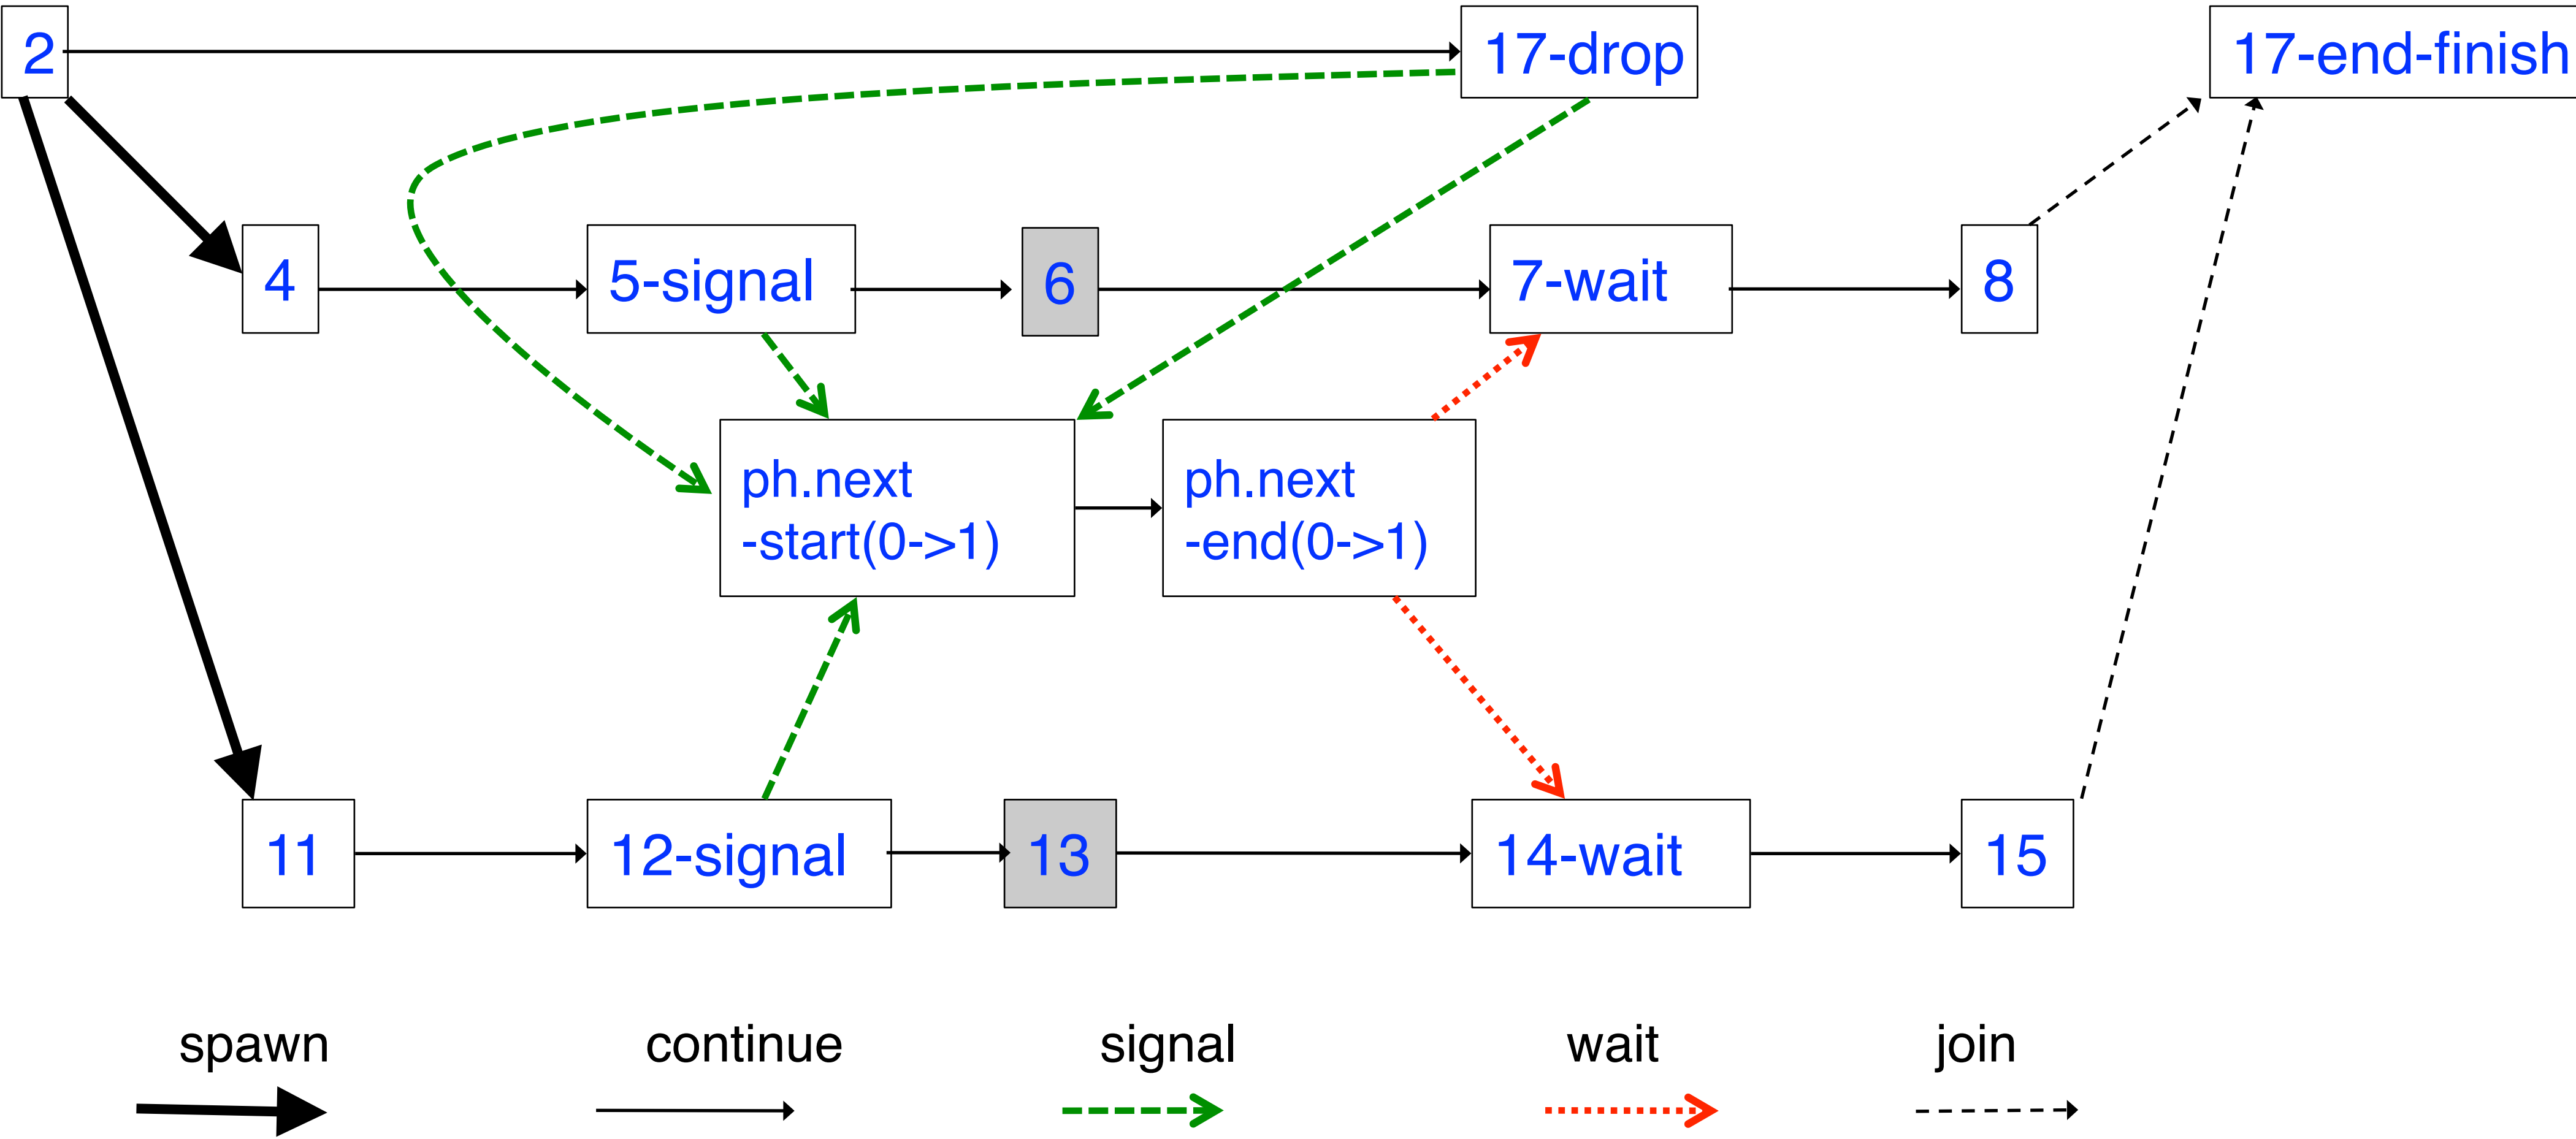 2
17-drop
17-end-finish
4
5-signal
6
7-wait
8
ph.next
-start(0->1)
ph.next
-end(0->1)
11
12-signal
13
14-wait
15
spawn
continue
signal
wait
join